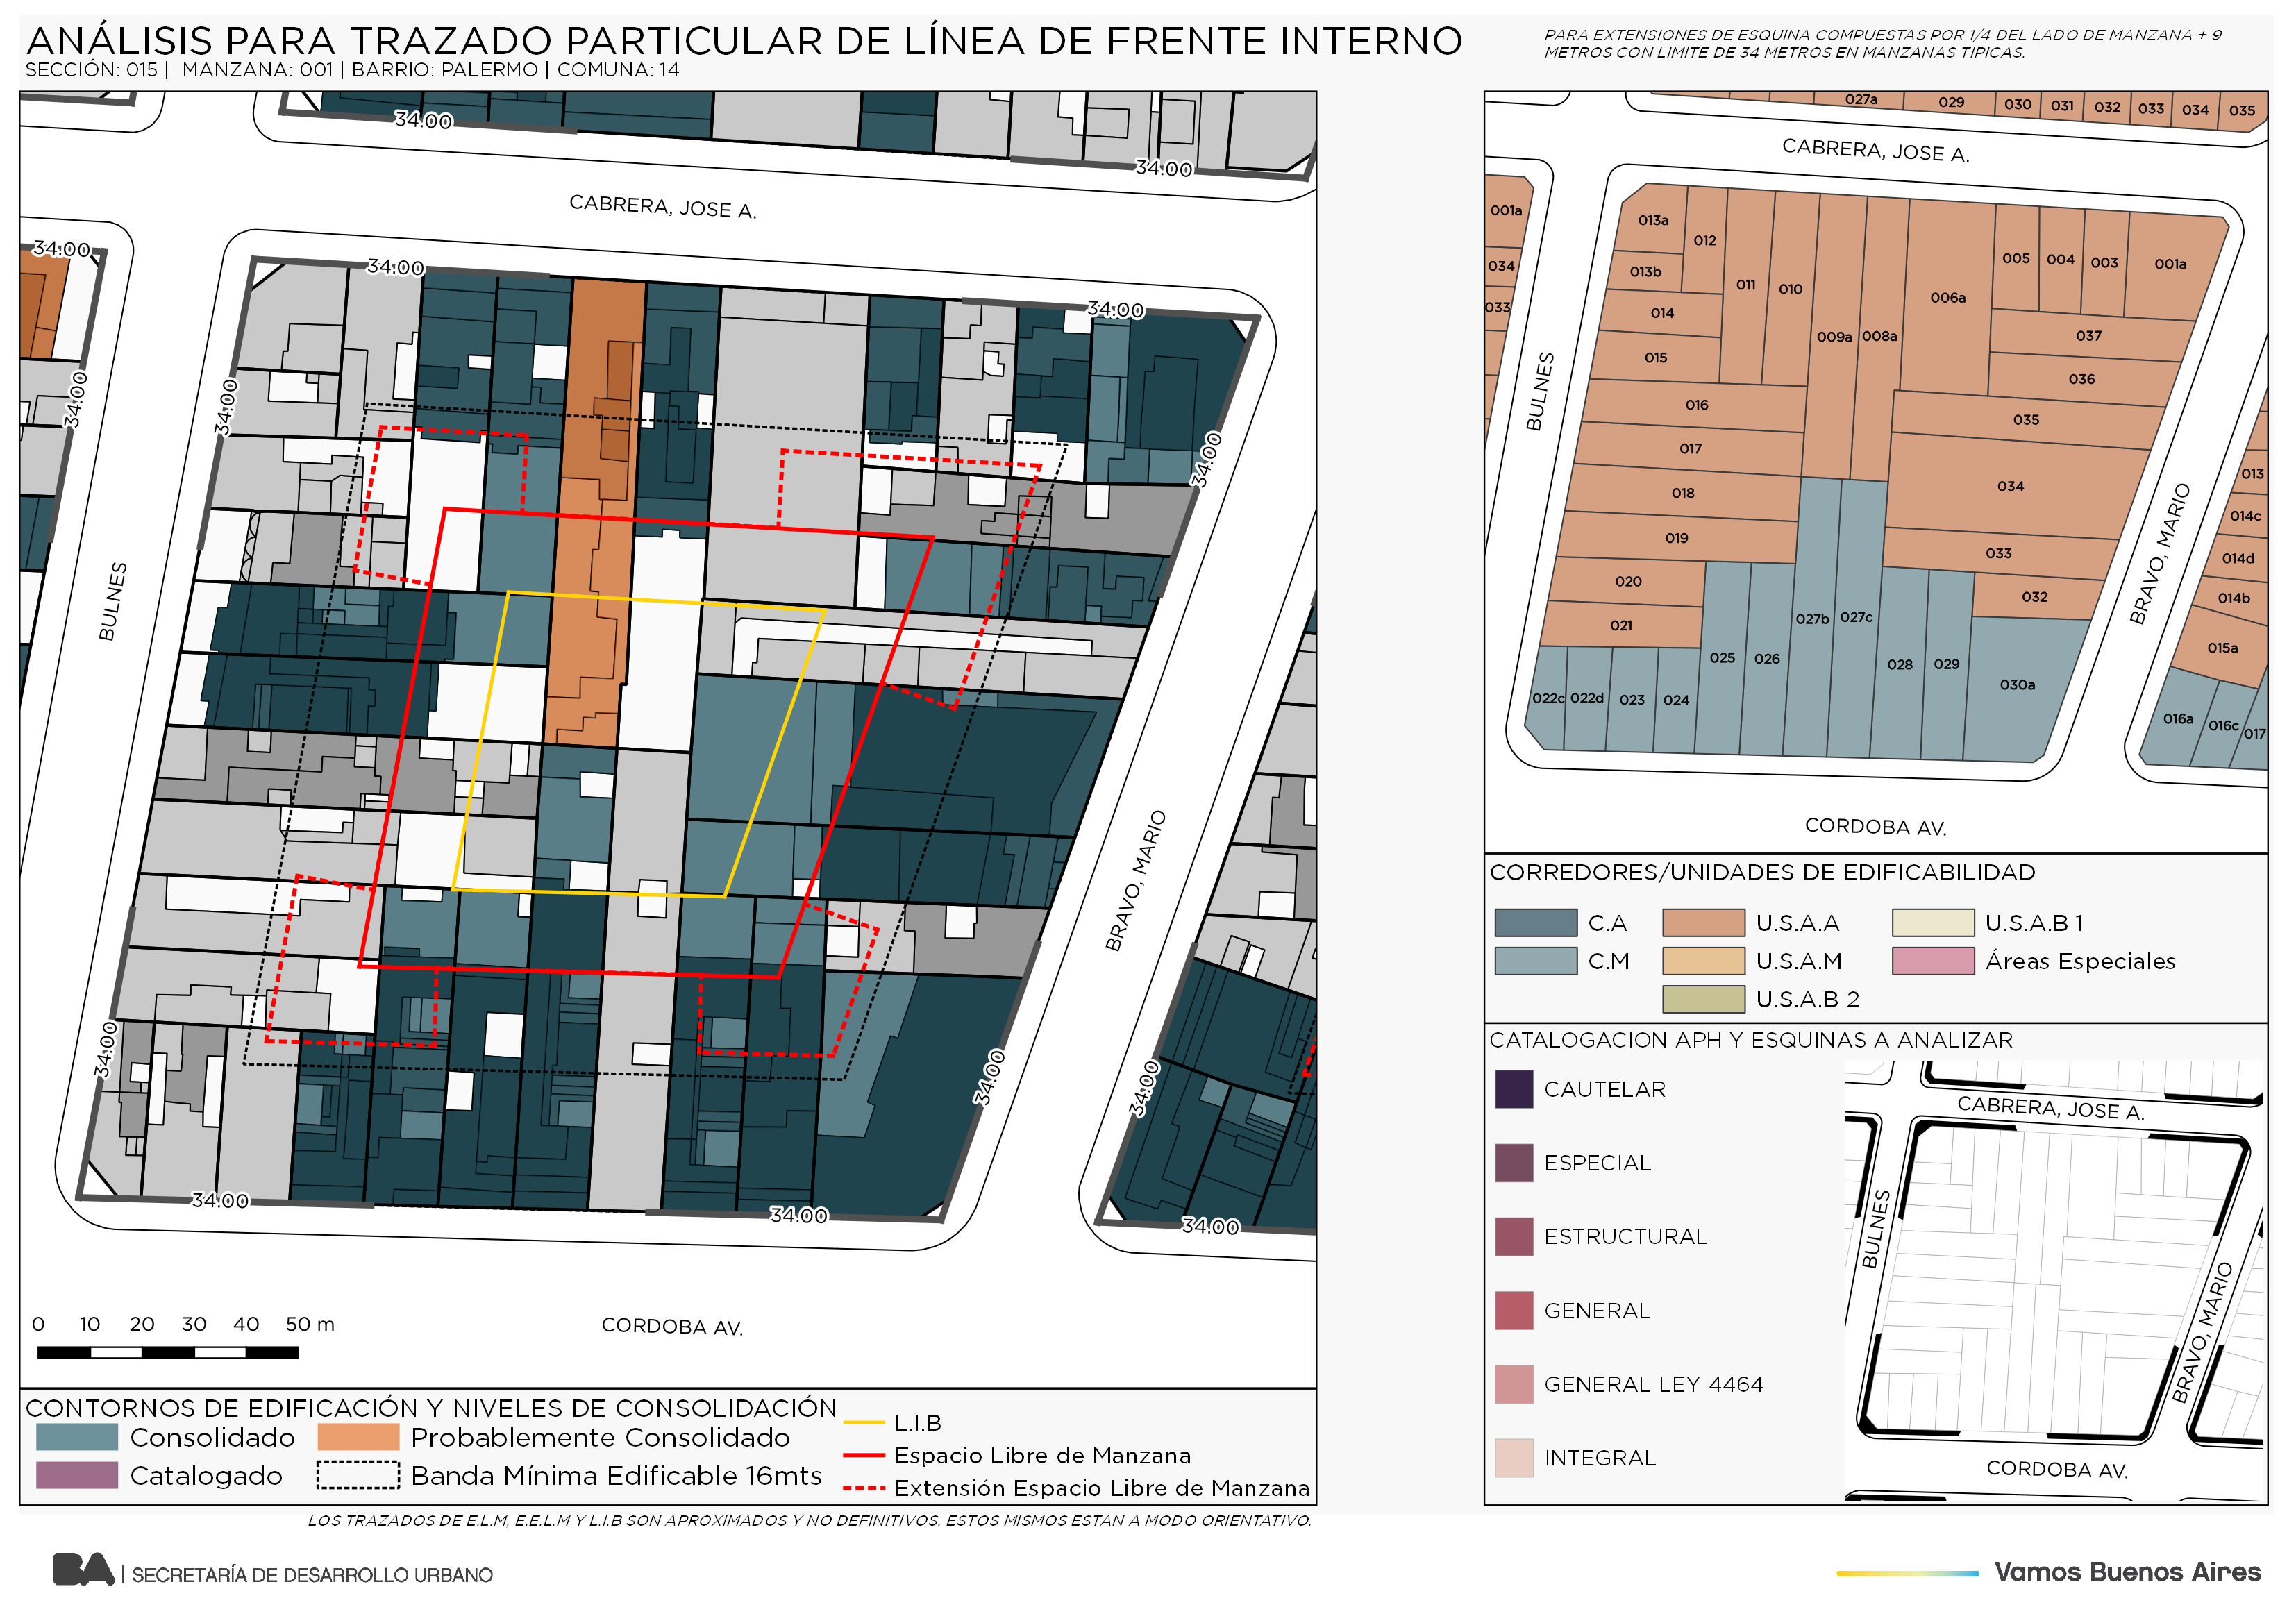 ANÁLISIS PARA TRAZADO PARTICULAR DE LÍNEA DE FRENTE INTERNO
SECCIÓN: 015 | MANZANA: 001 | BARRIO: PALERMO | COMUNA: 14
PARA EXTENSIONES DE ESQUINA COMPUESTAS POR 1/4 DEL LADO DE MANZANA + 9
METROS CON LIMITE DE 34 METROS EN MANZANAS TIPICAS.
34.00
34.00
CABRERA, JOSE A.
34.00
34.00
34.00
34.00
34.00
34.00
BULNES
BRAVO, MARIO
34.00
34.00
34.00
34.00
34.00
34.00
CORDOBA AV.
0 10 20 30 40 50 m
CONTORNOS DE EDIFICACIÓN Y NIVELES DE CONSOLIDACIÓN
Consolidado
Probablemente Consolidado
Catalogado
Banda Mínima Edificable 16mts
L.I.B
Espacio Libre de Manzana
Extensión Espacio Libre de Manzana
027a 029 030 031 032 033 034 035
CABRERA, JOSE A.
001a
034
033
013a 012 011 010 009a 008a 006a 005 004 003 001a
013b
014
015
016
017
018
019
020
021
037
036
035
034
033
032
022c 022d 023 024 025 026 027b 027c 028 029 030a
013
014c
014d
014b
015a
016a 016c 017
BULNES
BRAVO, MARIO
CORDOBA AV.
CORREDORES/UNIDADES DE EDIFICABILIDAD
C.A
U.S.A.A
U.S.A.B 1
C.M
U.S.A.M
Áreas Especiales
U.S.A.B 2
CATALOGACION APH Y ESQUINAS A ANALIZAR
CAUTELAR
ESPECIAL
ESTRUCTURAL
GENERAL
GENERAL LEY 4464
INTEGRAL
CABRERA, JOSE A.
BULNES
BRAVO, MARIO
CORDOBA AV.
LOS TRAZADOS DE E.L.M, E.E.L.M Y L.I.B SON APROXIMADOS Y NO DEFINITIVOS. ESTOS MISMOS ESTAN A MODO ORIENTATIVO.
BA | SECRETARÍA DE DESARROLLO URBANO
Vamos Buenos Aires